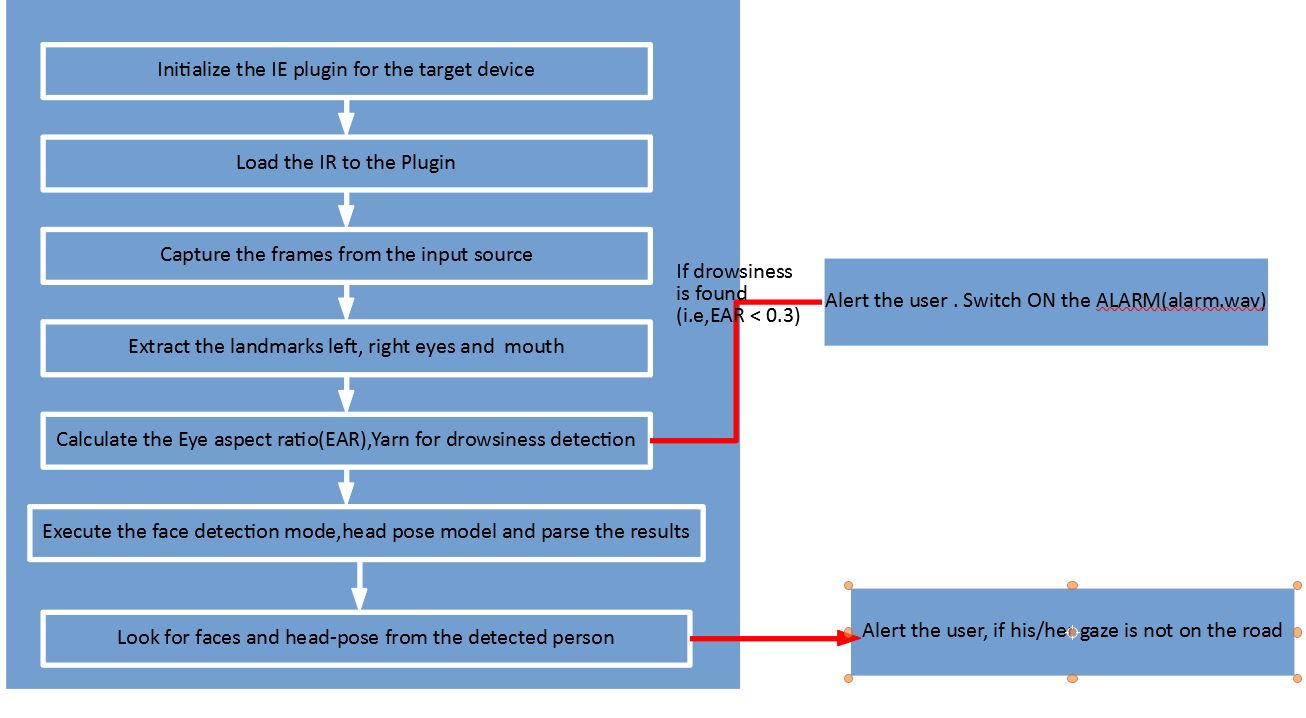 Initialize the IE plugin for the target device
Load the IR to the Plugin
Capture the frames from the input source
Extract the landmarks left, right eyes and mouth
Calculate the Eye aspect ratio(EAR),Yarn for drowsiness detection
If drowsiness
is found
(i.e,EAR < 0.3)
Alert the user . Switch ON the ALARM(alarm.wav)
Execute the face detection mode,head pose model and parse the results
Look for faces and head-pose from the detected person
Alert the user, if his/her gaze is not on the road